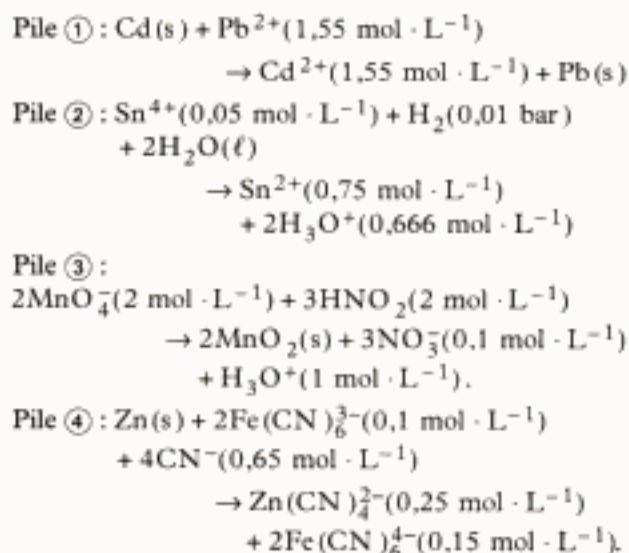 Pile ① : Cd(s) + Pb²⁺(1,55 mol · L⁻¹)
→ Cd²⁺(1,55 mol · L⁻¹) + Pb(s)
Pile ② : Sn⁴⁺(0,05 mol · L⁻¹) + H₂(0,01 bar)
+ 2H₂O(ℓ)
→ Sn²⁺(0,75 mol · L⁻¹)
+ 2H₃O⁺(0,666 mol · L⁻¹)
Pile ③ :
2MnO₄⁻(2 mol · L⁻¹) + 3HNO₂(2 mol · L⁻¹)
→ 2MnO₂(s) + 3NO₃⁻(0,1 mol · L⁻¹)
+ H₃O⁺(1 mol · L⁻¹).
Pile ④ : Zn(s) + 2Fe(CN)₆³⁻(0,1 mol · L⁻¹)
+ 4CN⁻(0,65 mol · L⁻¹)
→ Zn(CN)₄²⁻(0,25 mol · L⁻¹)
+ 2Fe(CN)₆⁴⁻(0,15 mol · L⁻¹).